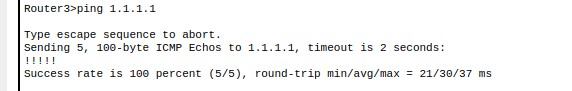 Router3>ping 1.1.1.1
Type escape sequence to abort.
Sending 5, 100-byte ICMP Echos to 1.1.1.1, timeout is 2 seconds:
!!!!!
Success rate is 100 percent (5/5), round-trip min/avg/max = 21/30/37 ms